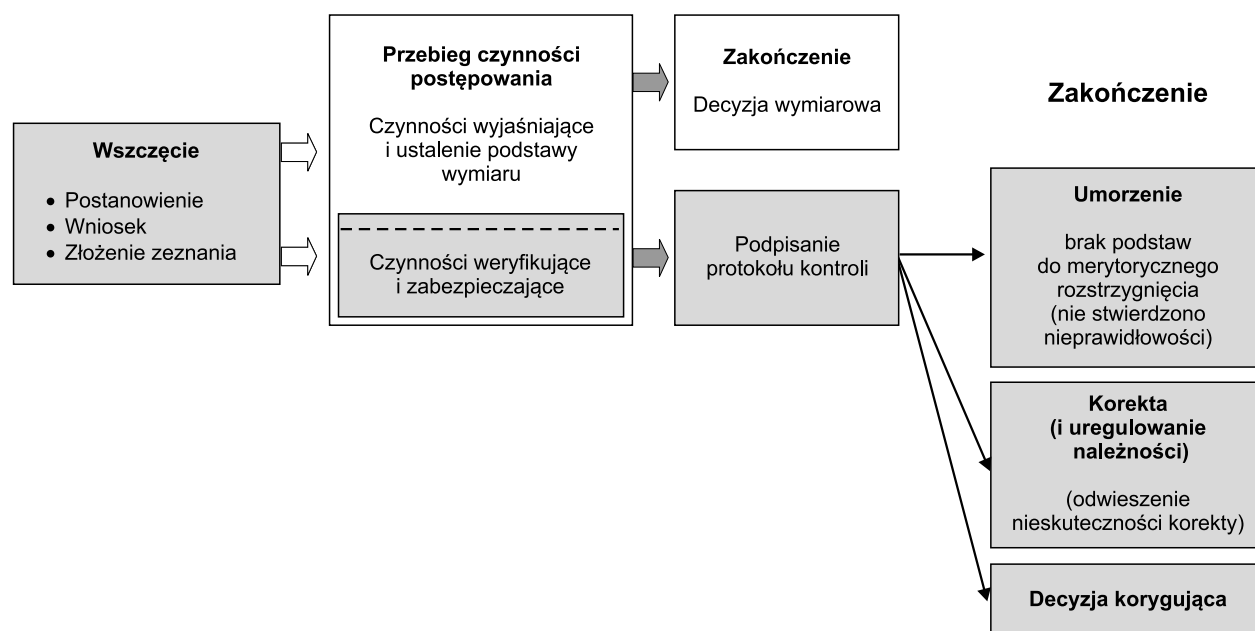 Wszczęcie
• Postanowienie
• Wniosek
• Złożenie zeznania
Przebieg czynności
postępowania
Czynności wyjaśniające
i ustalenie podstawy
wymiaru
Czynności weryfikujące
i zabezpieczające
Zakończenie
Decyzja wymiarowa
Podpisanie
protokołu kontroli
Zakończenie
Umorzenie
brak podstaw
do merytorycznego
rozstrzygnięcia
(nie stwierdzono
nieprawidłowości)
Korekta
(i uregulowanie
należności)
(odwieszenie
nieskuteczności korekty)
Decyzja korygująca